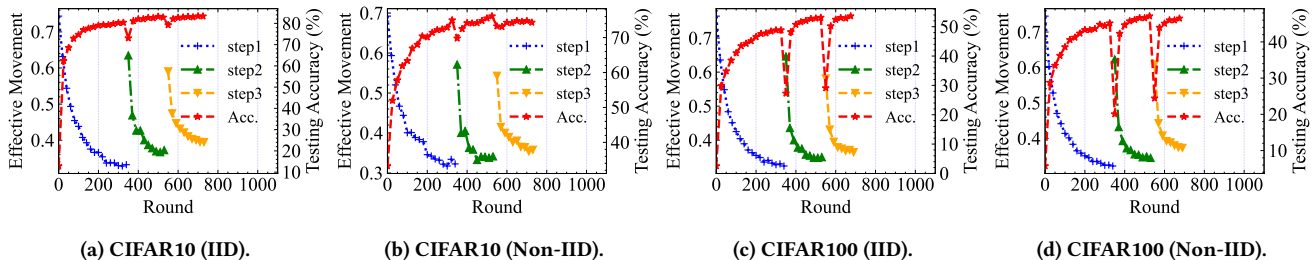 Effective Movement
0.7
0.6
0.5
0.4
step1
step2
step3
Acc.
80
70
60
50
40
30
20
10
Testing Accuracy (%)
0 200 400 600 800 1000
Round
(a) CIFAR10 (IID).
Effective Movement
0.7
0.6
0.5
0.4
0.3
step1
step2
step3
Acc.
70
60
50
40
Testing Accuracy (%)
0 200 400 600 800 1000
Round
(b) CIFAR10 (Non-IID).
Effective Movement
0.7
0.6
0.5
0.4
step1
step2
step3
Acc.
50
40
30
20
10
0
Testing Accuracy (%)
0 200 400 600 800 1000
Round
(c) CIFAR100 (IID).
Effective Movement
0.7
0.6
0.5
0.4
step1
step2
step3
Acc.
40
30
20
10
Testing Accuracy (%)
0 200 400 600 800 1000
Round
(d) CIFAR100 (Non-IID).